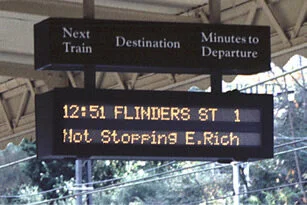 Next Train Destination Minutes to Departure
12:51 FLINDERS ST 1
Not Stopping E.Rich